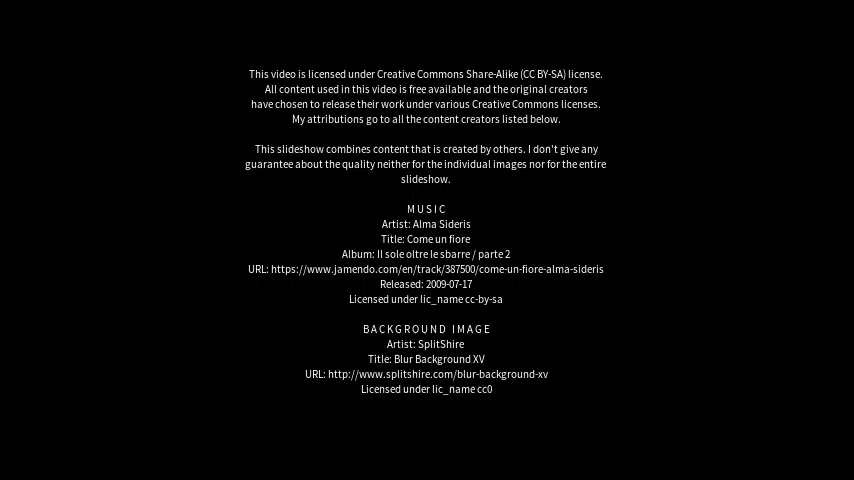 This video is licensed under Creative Commons Share-Alike (CC BY-SA) license.
All content used in this video is free available and the original creators
have chosen to release their work under various Creative Commons licenses.
My attributions go to all the content creators listed below.
This slideshow combines content that is created by others. I don't give any
guarantee about the quality neither for the individual images nor for the entire
slideshow.
MUSIC
Artist: Alma Sideris
Title: Come un fiore
Album: Il sole oltre le sbarre / parte 2
URL: https://www.jamendo.com/en/track/387500/come-un-fiore-alma-sideris
Released: 2009-07-17
Licensed under lic_name cc-by-sa
BACKGROUND IMAGE
Artist: SplitShire
Title: Blur Background XV
URL: http://www.splitshire.com/blur-background-xv
Licensed under lic_name cc0